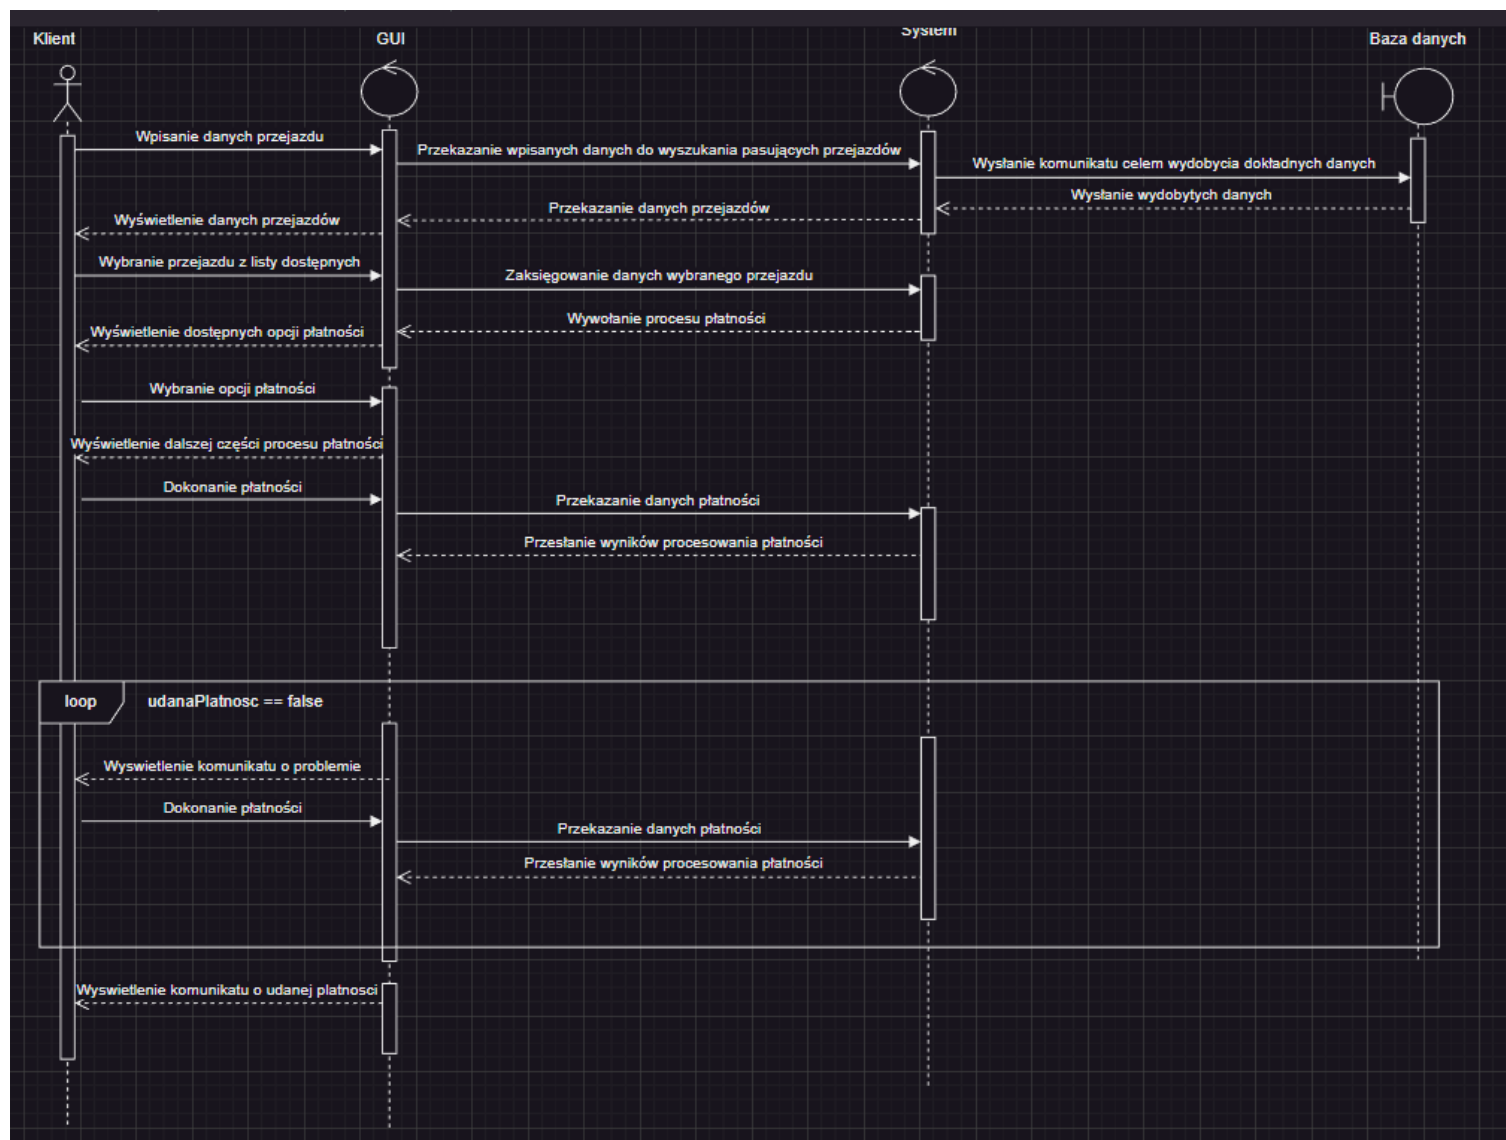 Klient
GUI
System
Baza danych
Wpisanie danych przejazdu
Przekazanie wpisanych danych do wyszukania pasujących przejazdów
Wysłanie komunikatu celem wydobycia dokładnych danych
Wysłanie wydobytych danych
Przekazanie danych przejazdów
Wyświetlenie danych przejazdów
Wybranie przejazdu z listy dostępnych
Zaksięgowanie danych wybranego przejazdu
Wywołanie procesu płatności
Wyświetlenie dostępnych opcji płatności
Wybranie opcji płatności
Wyświetlenie dalszej części procesu płatności
Dokonanie płatności
Przekazanie danych płatności
Przesłanie wyników procesowania płatności
loop
udanaPlatnosc == false
Wyswietlenie komunikatu o problemie
Dokonanie płatności
Przekazanie danych płatności
Przesłanie wyników procesowania płatności
Wyswietlenie komunikatu o udanej platnosci